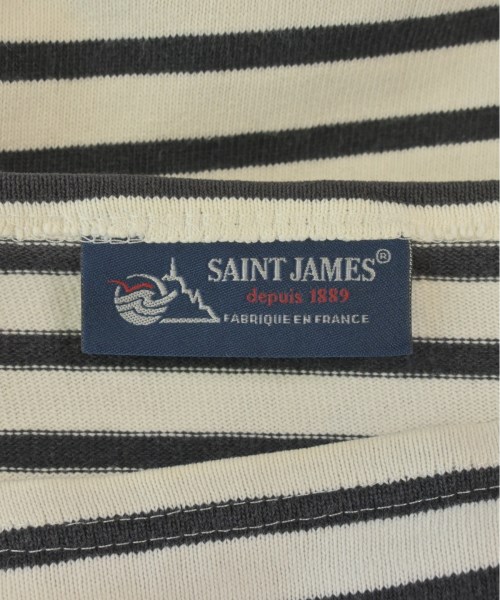 SAINT JAMES®
depuis 1889
FABRIQUE EN FRANCE